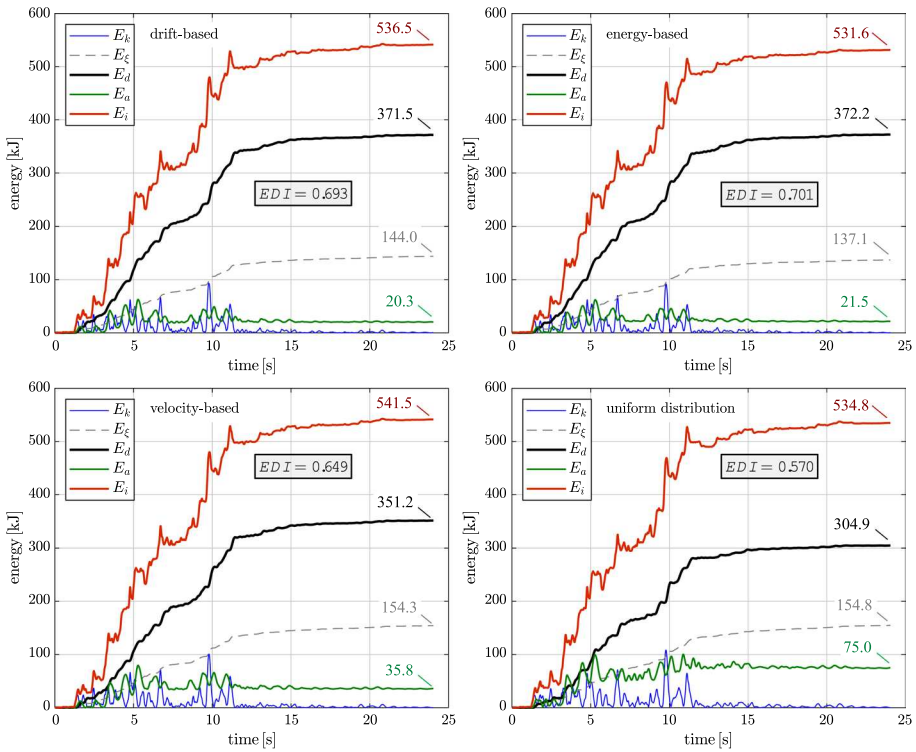 600
500
400
300
200
100
0
energy [kJ]
E_k
E_ξ
E_d
E_a
E_i
drift-based
536.5
371.5
EDI = 0.693
144.0
20.3
0 5 10 15 20 25
time [s]
600
500
400
300
200
100
0
energy [kJ]
E_k
E_ξ
E_d
E_a
E_i
energy-based
531.6
372.2
EDI = 0.701
137.1
21.5
0 5 10 15 20 25
time [s]
600
500
400
300
200
100
0
energy [kJ]
E_k
E_ξ
E_d
E_a
E_i
velocity-based
541.5
EDI = 0.649
351.2
154.3
35.8
0 5 10 15 20 25
time [s]
600
500
400
300
200
100
0
energy [kJ]
E_k
E_ξ
E_d
E_a
E_i
uniform distribution
534.8
EDI = 0.570
304.9
154.8
75.0
0 5 10 15 20 25
time [s]